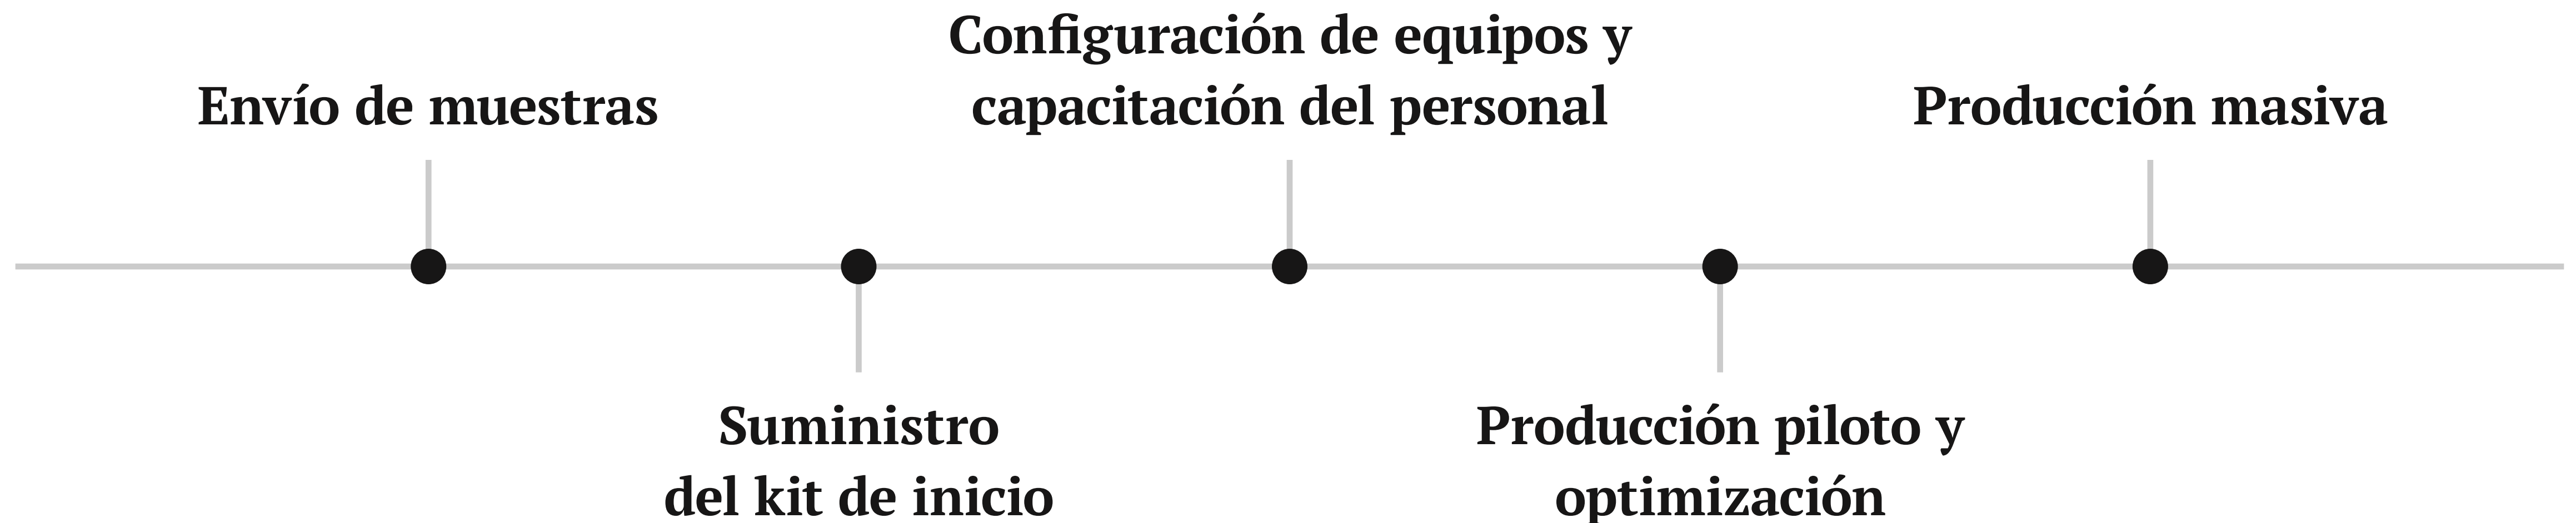 Envío de muestras
Suministro
del kit de inicio
Configuración de equipos y
capacitación del personal
Producción piloto y
optimización
Producción masiva